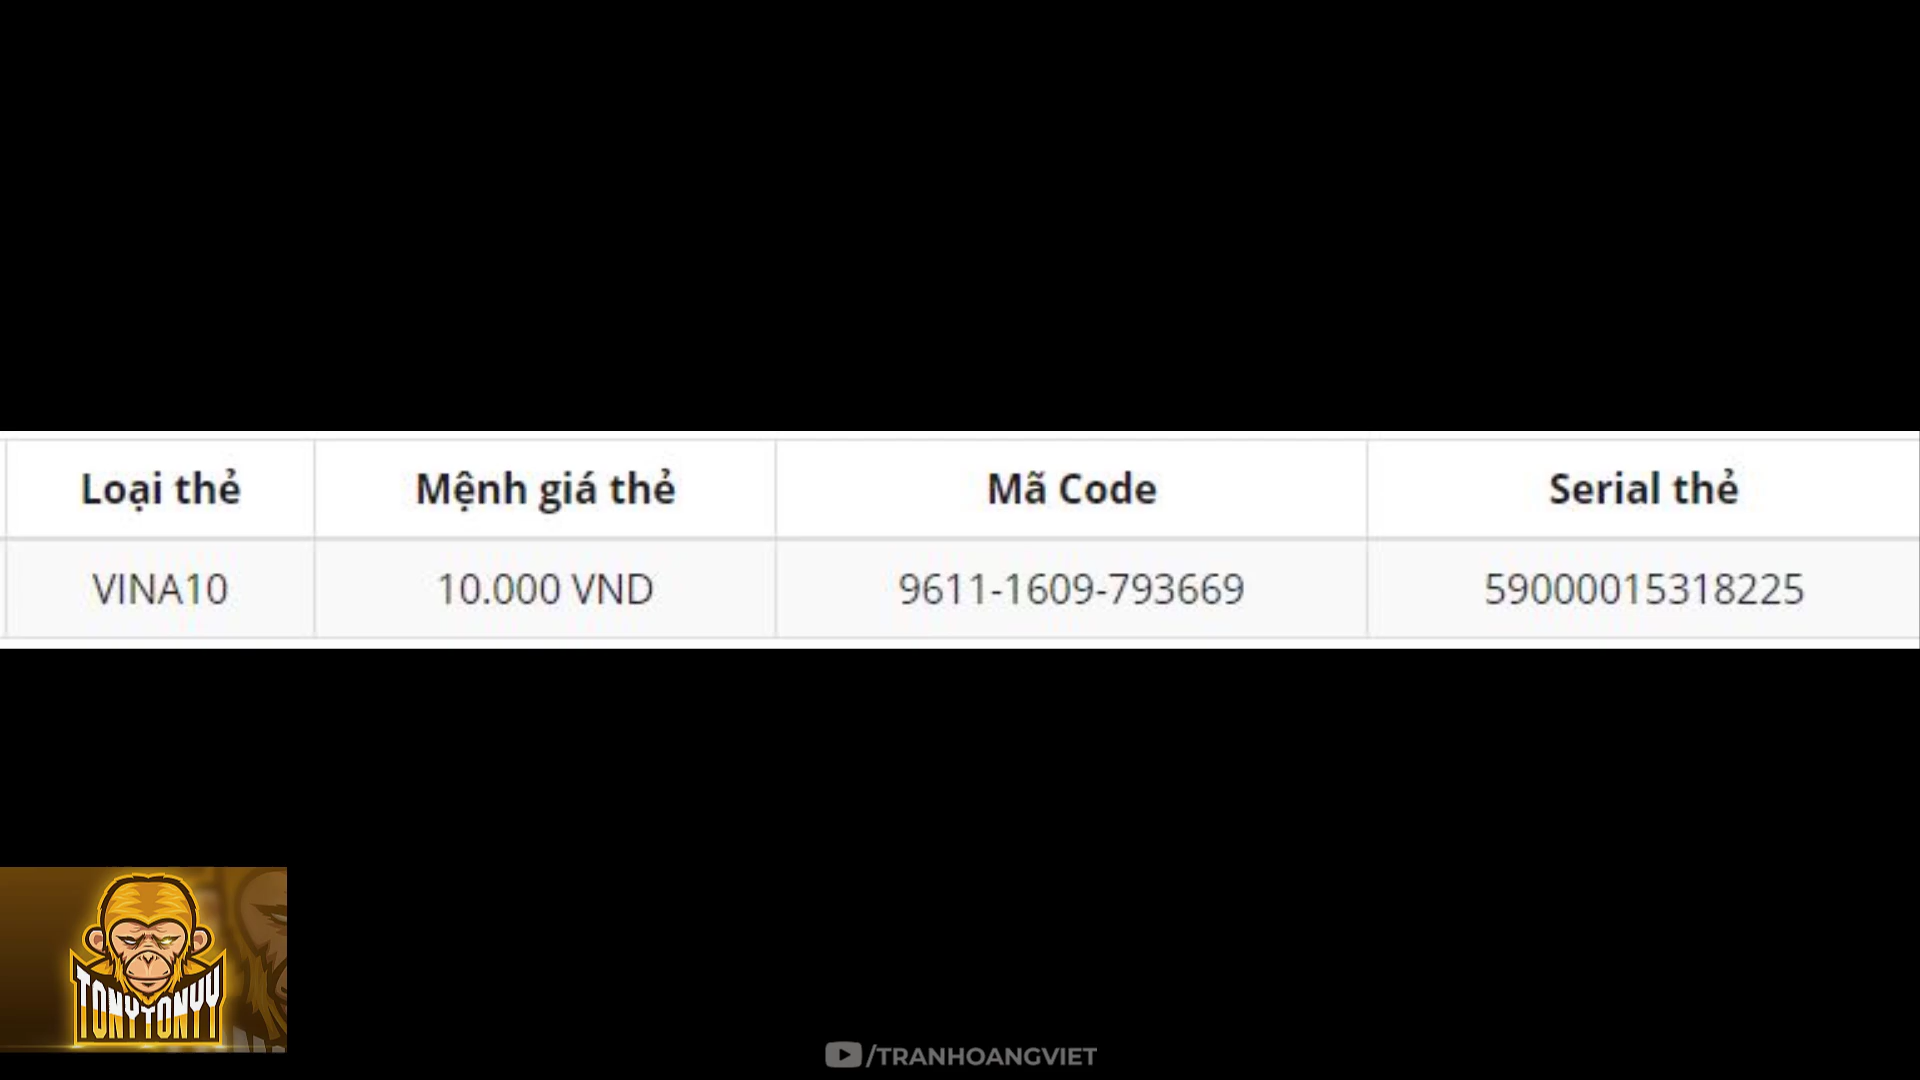 Loại thẻ Mệnh giá thẻ Mã Code Serial thẻ
VINA10 10.000 VND 9611-1609-793669 59000015318225
TONYTONYY
/TRANHOANGVIET